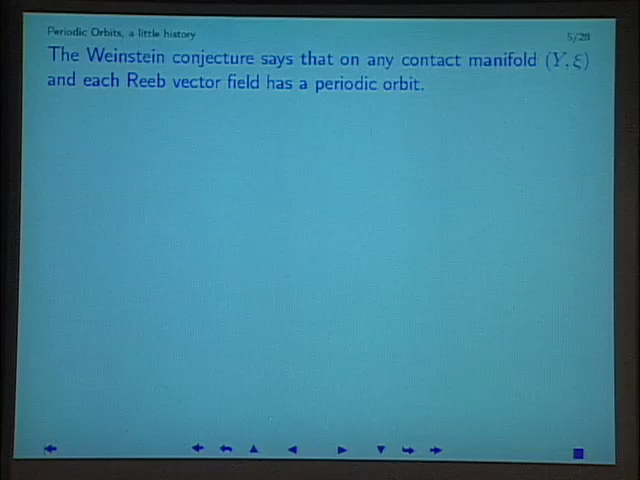 Periodic Orbits, a little history
5/28
The Weinstein conjecture says that on any contact manifold (Y, ξ)
and each Reeb vector field has a periodic orbit.